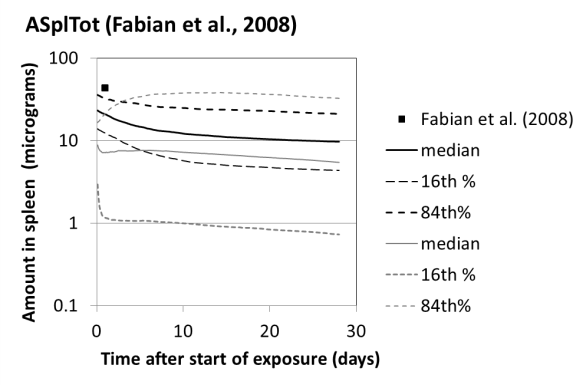 ASplTot (Fabian et al., 2008)
Amount in spleen (micrograms)
100
10
1
0.1
0
10
20
30
Time after start of exposure (days)
Fabian et al. (2008)
median
16th %
84th%
median
16th %
84th%